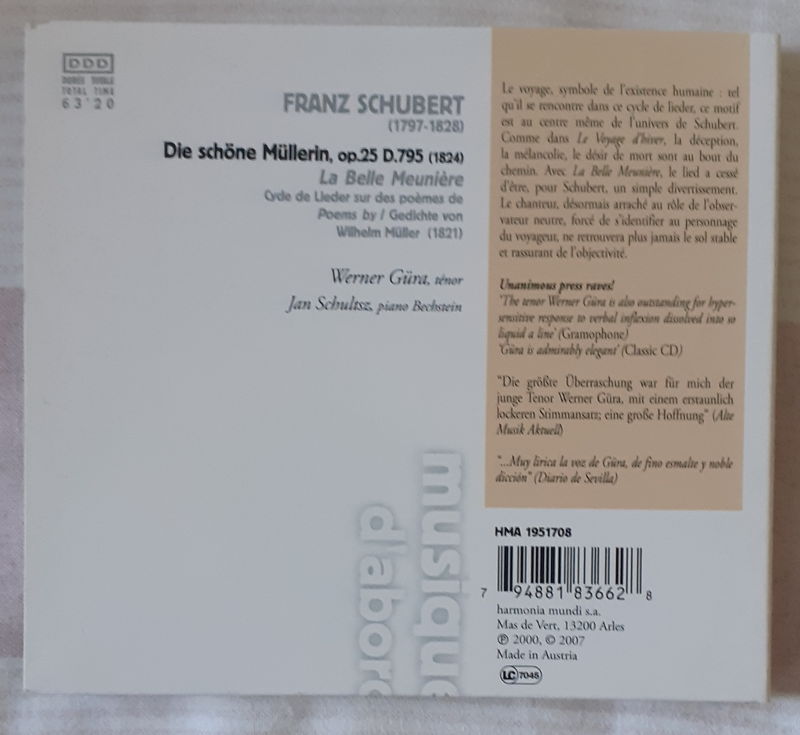 DDD
DURÉE TOTALE
TOTAL TIME
63'20
FRANZ SCHUBERT
(1797-1828)
Die schöne Müllerin, op.25 D.795 (1824)
La Belle Meunière
Cycle de Lieder sur des poèmes de
Poems by / Gedichte von
Wilhelm Müller (1821)
Werner Güra, ténor
Jan Schultsz, piano Bechstein
musique
d'abord
Le voyage, symbole de l'existence humaine : tel
qu'il se rencontre dans ce cycle de lieder, ce motif
est au centre même de l'univers de Schubert.
Comme dans Le Voyage d'hiver, la déception,
la mélancolie, le désir de mort sont au bout du
chemin. Avec La Belle Meunière, le lied a cessé
d'être, pour Schubert, un simple divertissement.
Le chanteur, désormais arraché au rôle de l'obser-
vateur neutre, forcé de s'identifier au personnage
du voyageur, ne retrouvera plus jamais le sol stable
et rassurant de l'objectivité.
Unanimous press raves!
'The tenor Werner Güra is also outstanding for hyper-
sensitive response to verbal inflexion dissolved into so
liquid a line' (Gramophone)
'Güra is admirably elegant' (Classic CD)
"Die größte Überraschung war für mich der
junge Tenor Werner Güra, mit einem erstaunlich
lockeren Stimmansatz; eine große Hoffnung" (Alte
Musik Aktuell)
"...Muy lírica la voz de Güra, de fino esmalte y noble
dicción" (Diario de Sevilla)
HMA 1951708
7 94881 83662 8
harmonia mundi s.a.
Mas de Vert, 13200 Arles
℗ 2000, © 2007
Made in Austria
LC 7045